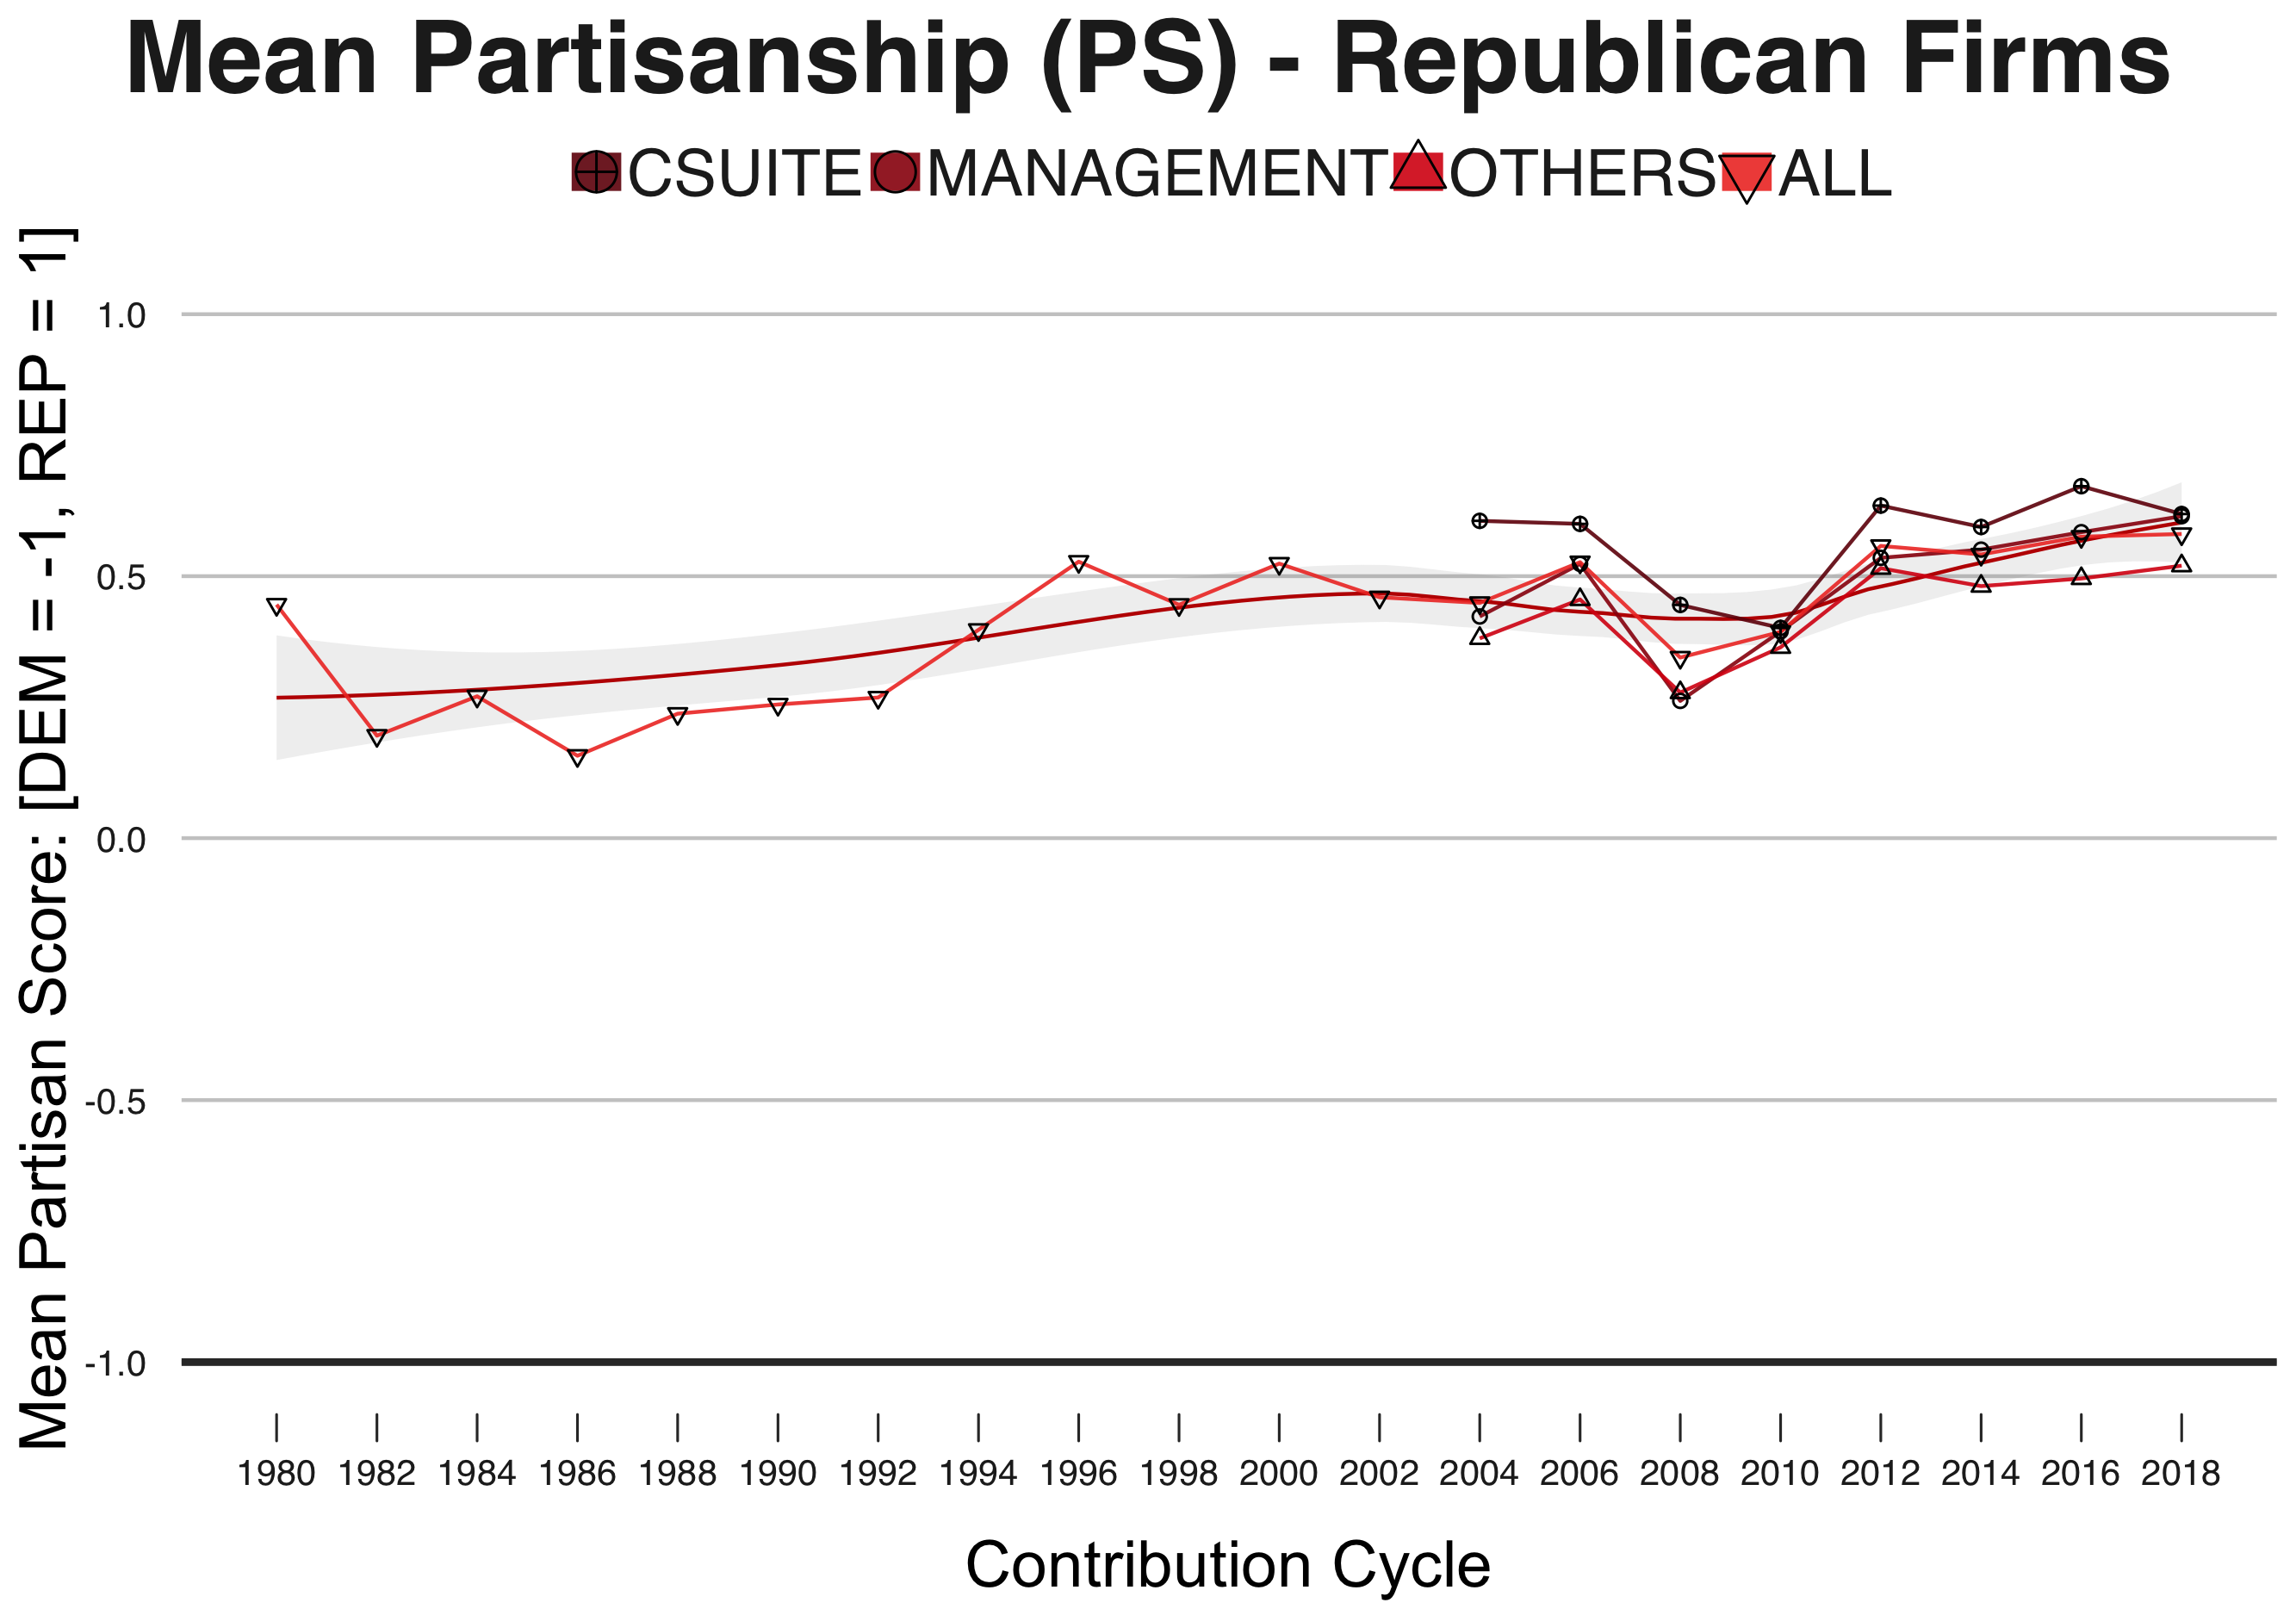 Mean Partisanship (PS) - Republican Firms
CSUITE MANAGEMENT OTHERS ALL
Mean Partisan Score: [DEM = -1, REP = 1]
1.0
0.5
0.0
-0.5
-1.0
1980 1982 1984 1986 1988 1990 1992 1994 1996 1998 2000 2002 2004 2006 2008 2010 2012 2014 2016 2018
Contribution Cycle